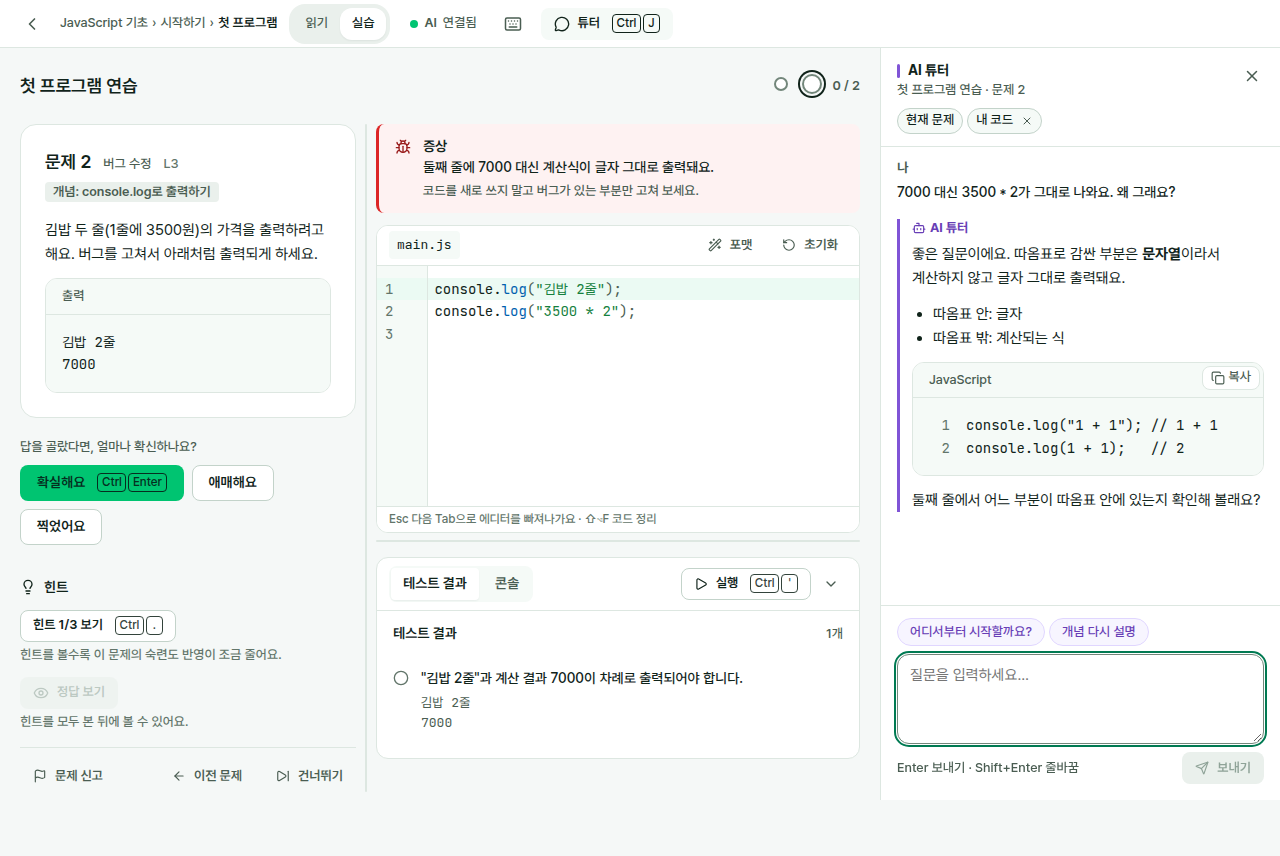 JavaScript 기초 › 시작하기 › 첫 프로그램
읽기 실습
AI 연결됨
튜터 Ctrl J
첫 프로그램 연습
0 / 2
문제 2 버그 수정 L3
개념: console.log로 출력하기
김밥 두 줄(1줄에 3500원)의 가격을 출력하려고
해요. 버그를 고쳐서 아래처럼 출력되게 하세요.
출력
김밥 2줄
7000
답을 골랐다면, 얼마나 확신하나요?
확실해요 Ctrl Enter
애매해요
찍었어요
힌트
힌트 1/3 보기 Ctrl .
힌트를 볼수록 이 문제의 숙련도 반영이 조금 줄어요.
정답 보기
힌트를 모두 본 뒤에 볼 수 있어요.
문제 신고
이전 문제
건너뛰기
증상
둘째 줄에 7000 대신 계산식이 글자 그대로 출력돼요.
코드를 새로 쓰지 말고 버그가 있는 부분만 고쳐 보세요.
main.js
포맷
초기화
1 console.log("김밥 2줄");
2 console.log("3500 * 2");
3
Esc 다음 Tab으로 에디터를 빠져나가요 · ⇧⌥F 코드 정리
테스트 결과 콘솔
실행 Ctrl '
테스트 결과
1개
"김밥 2줄"과 계산 결과 7000이 차례로 출력되어야 합니다.
김밥 2줄
7000
AI 튜터
첫 프로그램 연습 · 문제 2
현재 문제
내 코드
나
7000 대신 3500 * 2가 그대로 나와요. 왜 그래요?
AI 튜터
좋은 질문이에요. 따옴표로 감싼 부분은 문자열이라서
계산하지 않고 글자 그대로 출력돼요.
• 따옴표 안: 글자
• 따옴표 밖: 계산되는 식
JavaScript
복사
1 console.log("1 + 1"); // 1 + 1
2 console.log(1 + 1);   // 2
둘째 줄에서 어느 부분이 따옴표 안에 있는지 확인해 볼래요?
어디서부터 시작할까요?
개념 다시 설명
질문을 입력하세요...
Enter 보내기 · Shift+Enter 줄바꿈
보내기